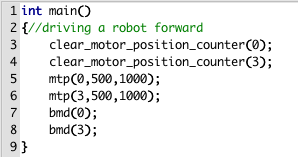 1 int main()
2 {//driving a robot forward
3 clear_motor_position_counter(0);
4 clear_motor_position_counter(3);
5 mtp(0,500,1000);
6 mtp(3,500,1000);
7 bmd(0);
8 bmd(3);
9 }